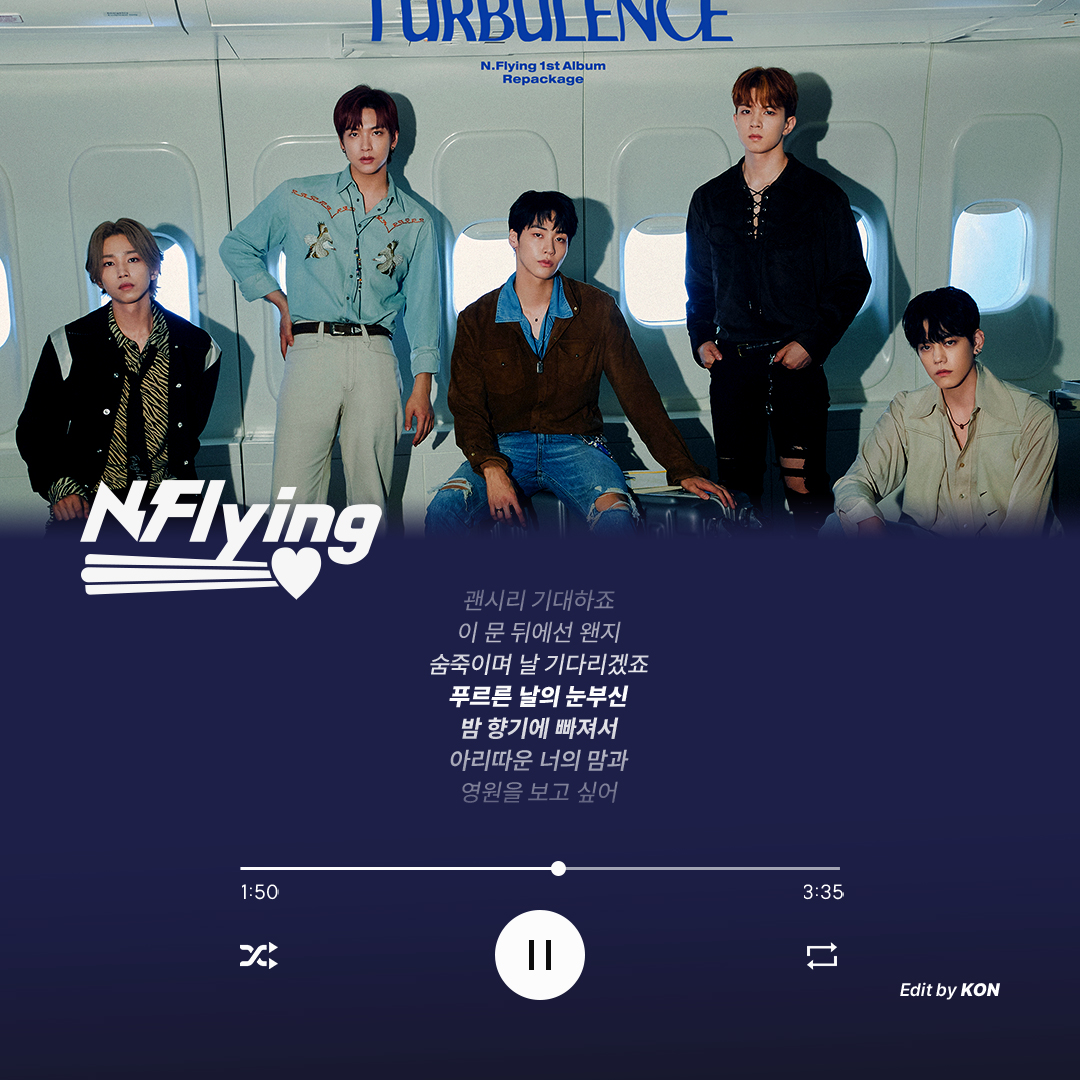 TURBULENCE
N.Flying 1st Album
Repackage
N.Flying
괜시리 기대하죠
이 문 뒤에선 왠지
숨죽이며 날 기다리겠죠
푸르른 날의 눈부신
밤 향기에 빠져서
아리따운 너의 맘과
영원을 보고 싶어
1:50
3:35
Edit by KON